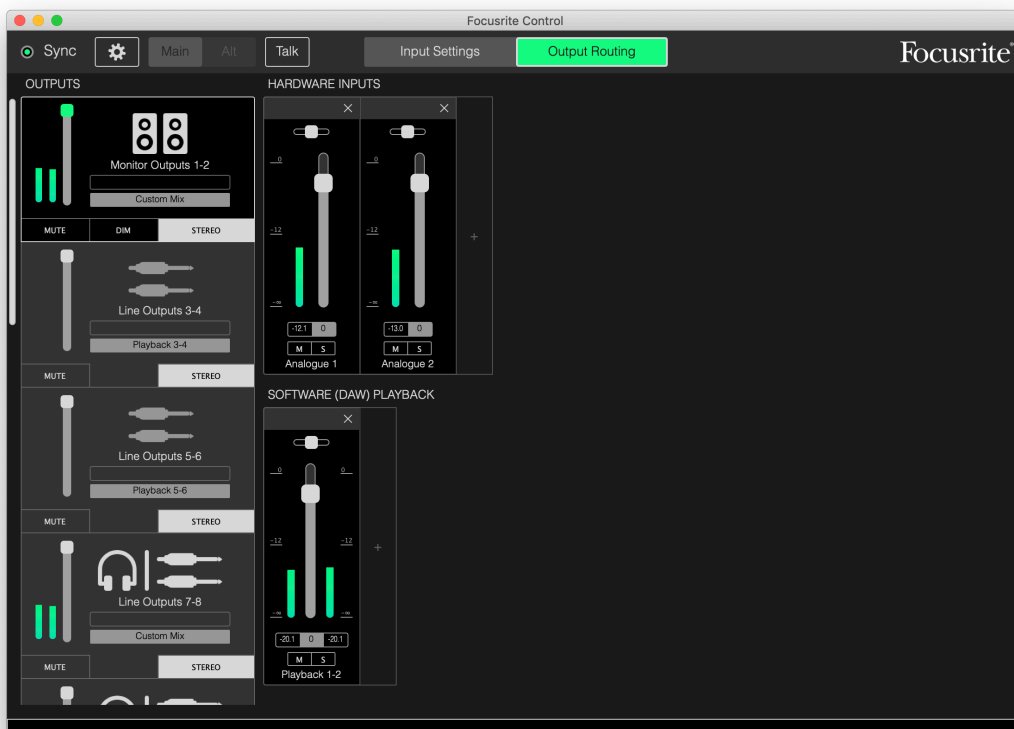 Focusrite Control
Sync
Main
Alt
Talk
Input Settings
Output Routing
Focusrite®
OUTPUTS
Monitor Outputs 1-2
Custom Mix
MUTE
DIM
STEREO
Line Outputs 3-4
Playback 3-4
MUTE
STEREO
Line Outputs 5-6
Playback 5-6
MUTE
STEREO
Line Outputs 7-8
Custom Mix
MUTE
STEREO
HARDWARE INPUTS
0
-12
-∞
-12.1 0
M S
Analogue 1
0
-12
-∞
-13.0 0
M S
Analogue 2
+
SOFTWARE (DAW) PLAYBACK
0 0
-12 -12
-∞ -∞
-20.1 0 -20.1
M S
Playback 1-2
+